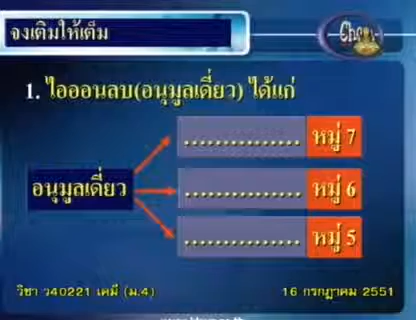 จงเติมให้เต็ม
1. ไอออนลบ(อนุมูลเดี่ยว) ได้แก่
............... หมู่ 7
อนุมูลเดี่ยว ............... หมู่ 6
............... หมู่ 5
วิชา ว40221 เคมี (ม.4) 16 กรกฎาคม 2551